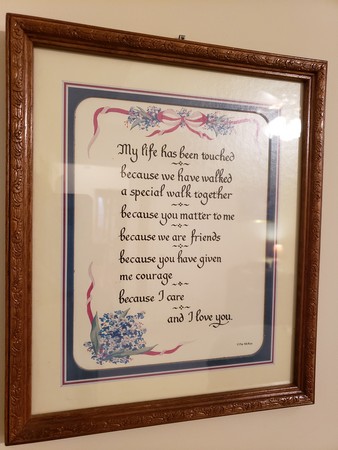 My life has been touched
because we have walked
a special walk together
because you matter to me
because we are friends
because you have given
me courage
because I care
and I love you.